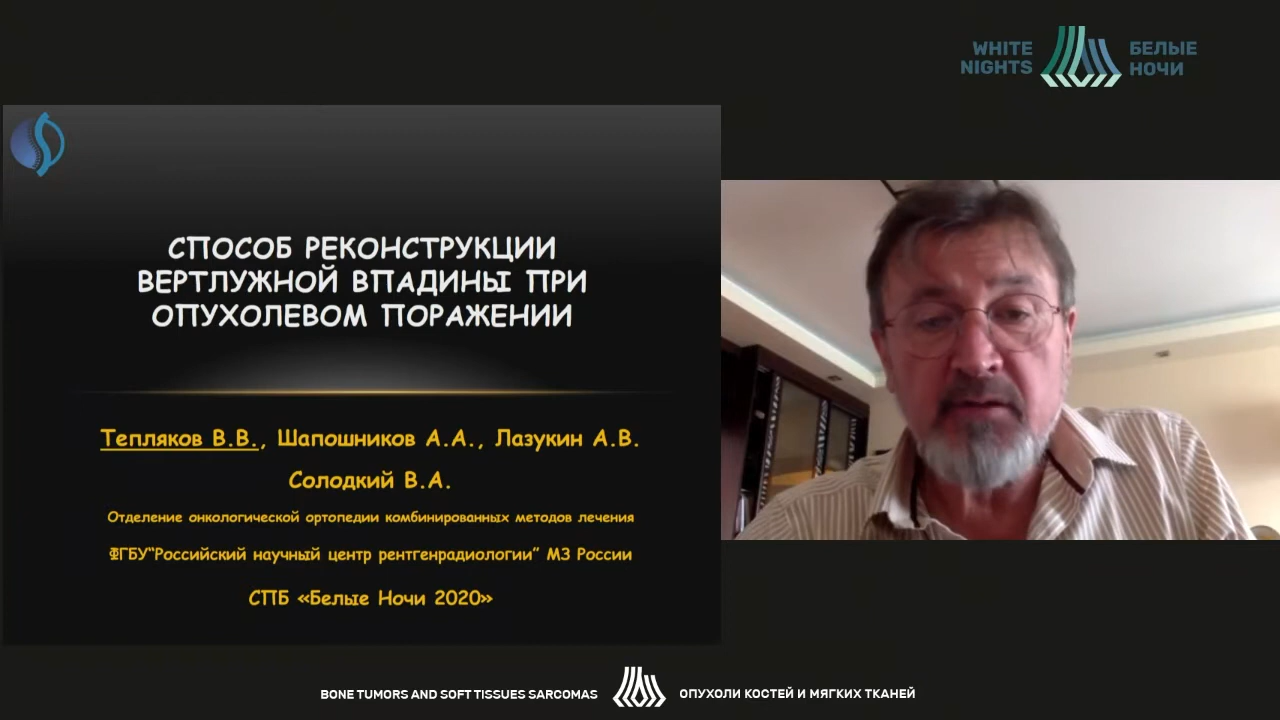 WHITE
NIGHTS
БЕЛЫЕ
НОЧИ
СПОСОБ РЕКОНСТРУКЦИИ
ВЕРТЛУЖНОЙ ВПАДИНЫ ПРИ
ОПУХОЛЕВОМ ПОРАЖЕНИИ
Тепляков В.В., Шапошников А.А., Лазукин А.В.
Солодкий В.А.
Отделение онкологической ортопедии комбинированных методов лечения
ФГБУ"Российский научный центр рентгенрадиологии" МЗ России
СПБ «Белые Ночи 2020»
BONE TUMORS AND SOFT TISSUES SARCOMAS
ОПУХОЛИ КОСТЕЙ И МЯГКИХ ТКАНЕЙ